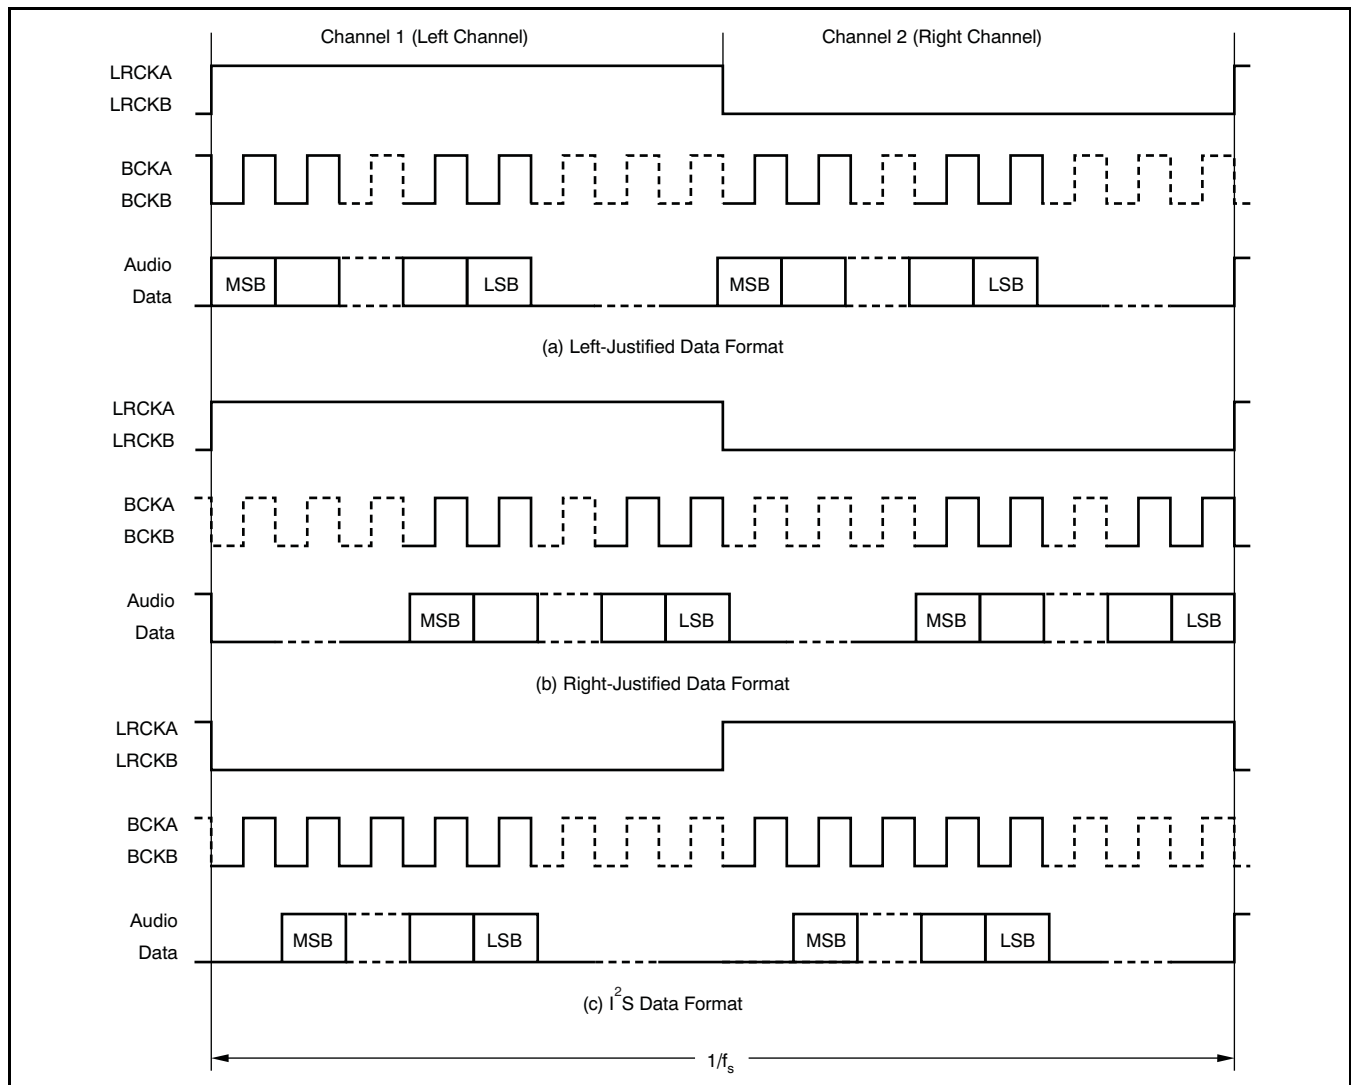 Channel 1 (Left Channel)
Channel 2 (Right Channel)
LRCKA
LRCKB
BCKA
BCKB
Audio
Data
MSB
LSB
MSB
LSB
(a) Left-Justified Data Format
LRCKA
LRCKB
BCKA
BCKB
Audio
Data
MSB
LSB
MSB
LSB
(b) Right-Justified Data Format
LRCKA
LRCKB
BCKA
BCKB
Audio
Data
MSB
LSB
MSB
LSB
(c) I²S Data Format
1/fₛ